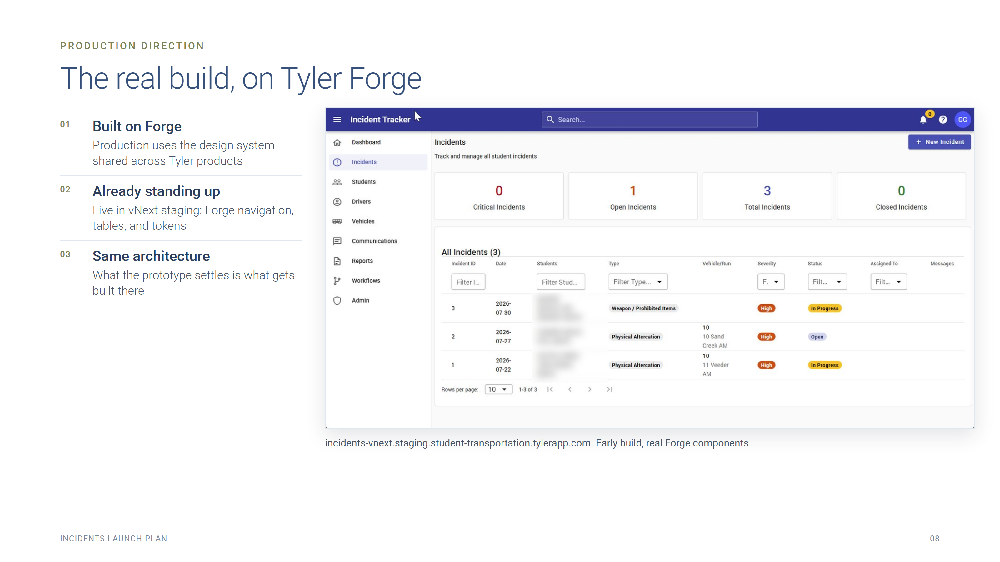 PRODUCTION DIRECTION
The real build, on Tyler Forge
01
Built on Forge
Production uses the design system
shared across Tyler products
02
Already standing up
Live in vNext staging: Forge navigation,
tables, and tokens
03
Same architecture
What the prototype settles is what gets
built there
Incident Tracker
Search...
0
GG
Dashboard
Incidents
Students
Drivers
Vehicles
Communications
Reports
Workflows
Admin
Incidents
New Incident
Track and manage all student incidents
0
Critical Incidents
1
Open Incidents
3
Total Incidents
0
Closed Incidents
All Incidents (3)
Incident ID Date Students Type Vehicle/Run Severity Status Assigned To Messages
Filter I... Filter Stud... Filter Type... F. Filt... Filt...
3 2026-07-30 Weapon / Prohibited Items High In Progress
2 2026-07-27 Physical Altercation 10 10 Sand Creek AM High Open
1 2026-07-22 Physical Altercation 10 11 Veeder AM High In Progress
Rows per page: 10 1-3 of 3
incidents-vnext.staging.student-transportation.tylerapp.com. Early build, real Forge components.
INCIDENTS LAUNCH PLAN
08